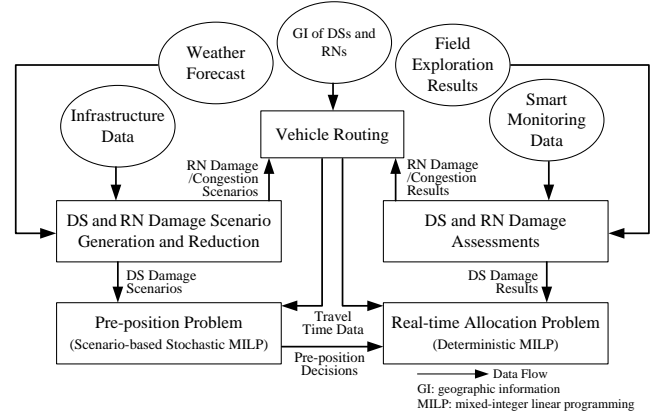 Weather
Forecast
GI of DSs and
RNs
Field
Exploration
Results
Infrastructure
Data
Smart
Monitoring
Data
Vehicle Routing
RN Damage
/Congestion
Scenarios
RN Damage
/Congestion
Results
DS and RN Damage Scenario
Generation and Reduction
DS and RN Damage
Assessments
DS Damage
Scenarios
DS Damage
Results
Travel
Time Data
Pre-position Problem
(Scenario-based Stochastic MILP)
Real-time Allocation Problem
(Deterministic MILP)
Pre-position
Decisions
Data Flow
GI: geographic information
MILP: mixed-integer linear programming